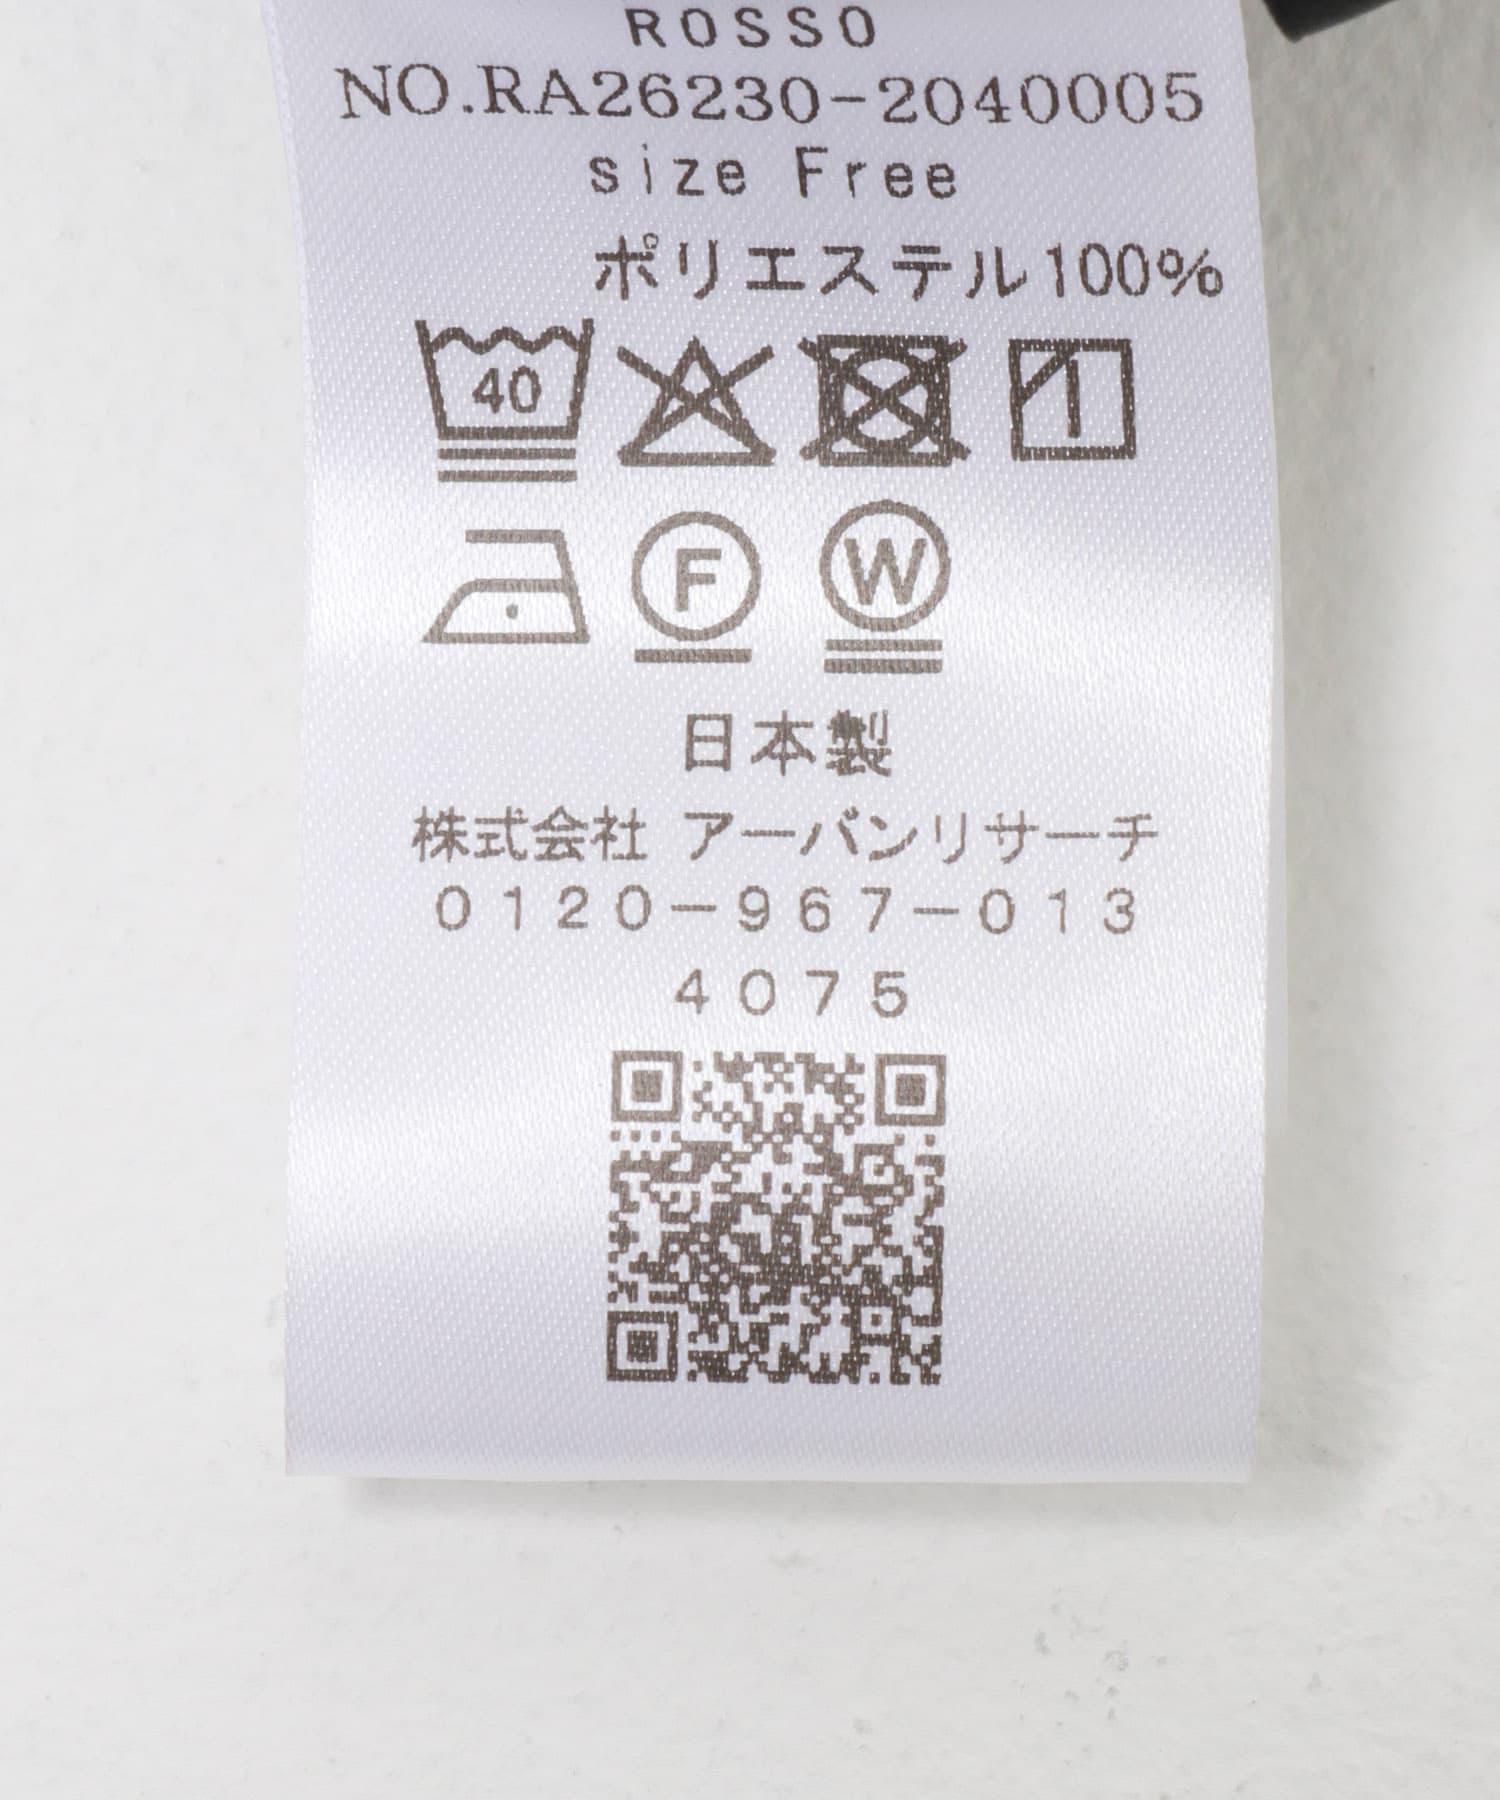 ROSSO
NO.RA26230-2040005
size Free
ポリエステル100%
40
F W
日本製
株式会社 アーバンリサーチ
0120-967-013
4075